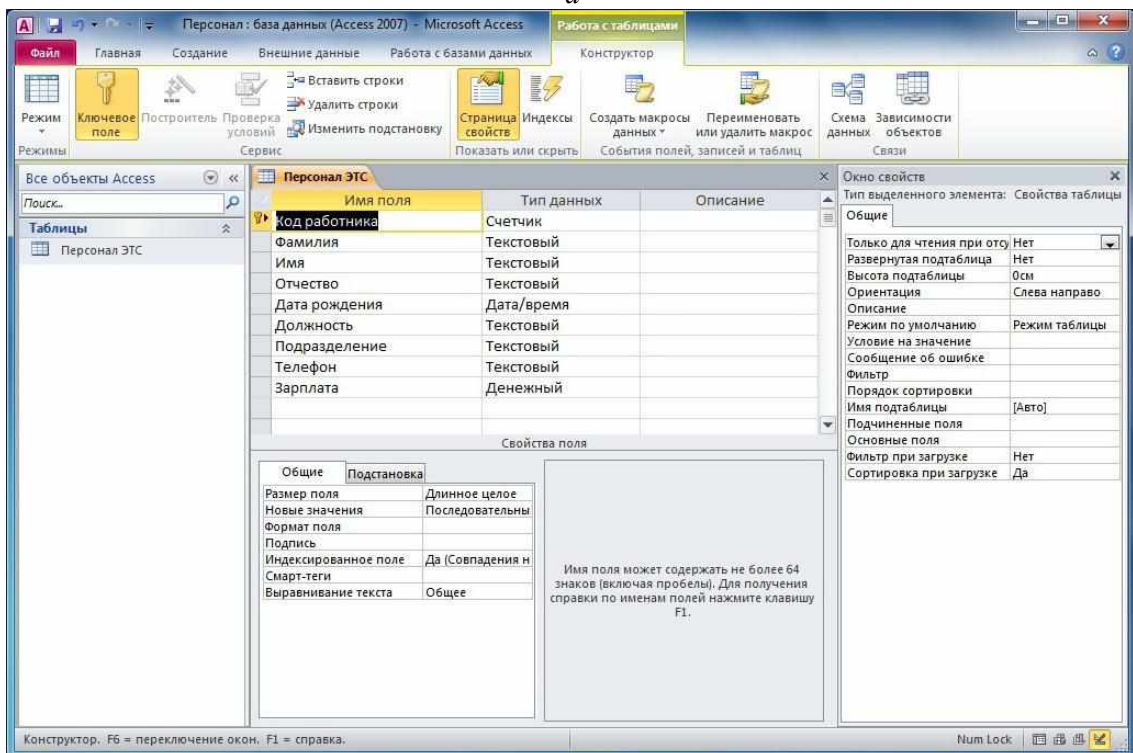 а
Персонал : база данных (Access 2007) - Microsoft Access
Работа с таблицами
Файл Главная Создание Внешние данные Работа с базами данных Конструктор
Режим
Ключевое поле
Построитель
Проверка условий
Вставить строки
Удалить строки
Изменить подстановку
Страница свойств
Индексы
Создать макросы данных
Переименовать или удалить макрос
Схема данных
Зависимости объектов
Режимы Сервис Показать или скрыть События полей, записей и таблиц Связи
Все объекты Access
Поиск...
Таблицы
Персонал ЭТС
Персонал ЭТС
Имя поля Тип данных Описание
Код работника Счетчик
Фамилия Текстовый
Имя Текстовый
Отчество Текстовый
Дата рождения Дата/время
Должность Текстовый
Подразделение Текстовый
Телефон Текстовый
Зарплата Денежный
Свойства поля
Общие Подстановка
Размер поля Длинное целое
Новые значения Последовательны
Формат поля
Подпись
Индексированное поле Да (Совпадения н
Смарт-теги
Выравнивание текста Общее
Имя поля может содержать не более 64
знаков (включая пробелы). Для получения
справки по именам полей нажмите клавишу
F1.
Окно свойств
Тип выделенного элемента: Свойства таблицы
Общие
Только для чтения при отсу Нет
Развернутая подтаблица Нет
Высота подтаблицы 0см
Ориентация Слева направо
Описание
Режим по умолчанию Режим таблицы
Условие на значение
Сообщение об ошибке
Фильтр
Порядок сортировки
Имя подтаблицы [Авто]
Подчиненные поля
Основные поля
Фильтр при загрузке Нет
Сортировка при загрузке Да
Конструктор. F6 = переключение окон. F1 = справка.
Num Lock